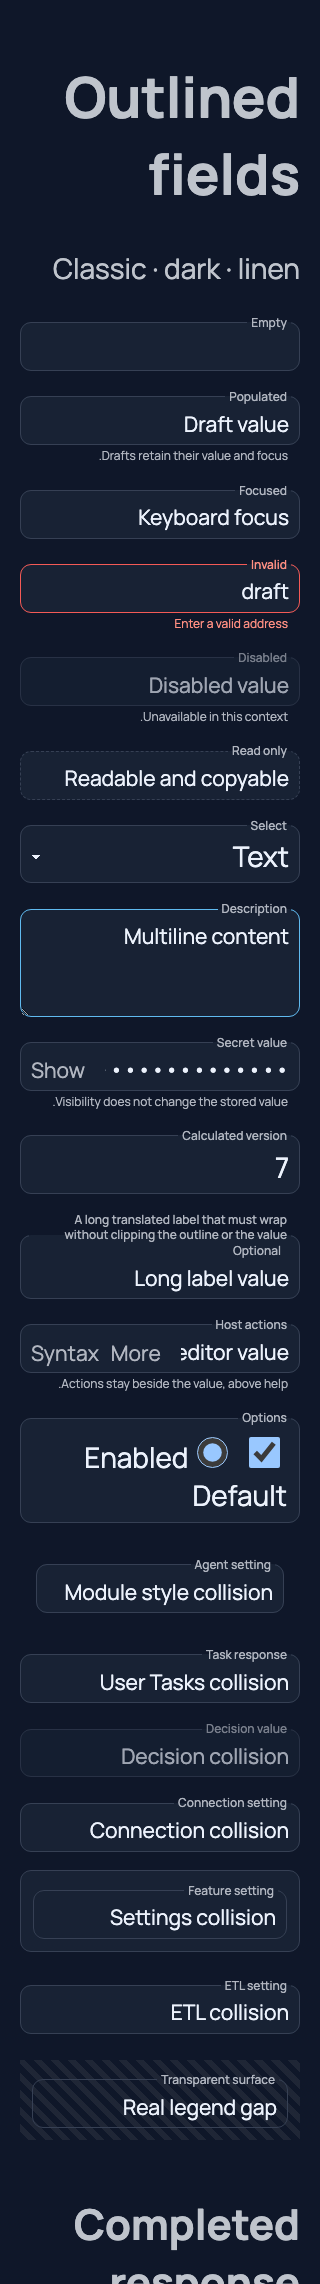 Outlined
fields
Classic · dark · linen
Empty
Populated
Draft value
.Drafts retain their value and focus
Focused
Keyboard focus
Invalid
draft
Enter a valid address
Disabled
Disabled value
.Unavailable in this context
Read only
Readable and copyable
Select
Text
Description
Multiline content
Secret value
Show
.Visibility does not change the stored value
Calculated version
7
A long translated label that must wrap
without clipping the outline or the value
Optional
Long label value
Host actions
Syntax More editor value
.Actions stay beside the value, above help
Options
Enabled
Default
Agent setting
Module style collision
Task response
User Tasks collision
Decision value
Decision collision
Connection setting
Connection collision
Feature setting
Settings collision
ETL setting
ETL collision
Transparent surface
Real legend gap
Completed
response